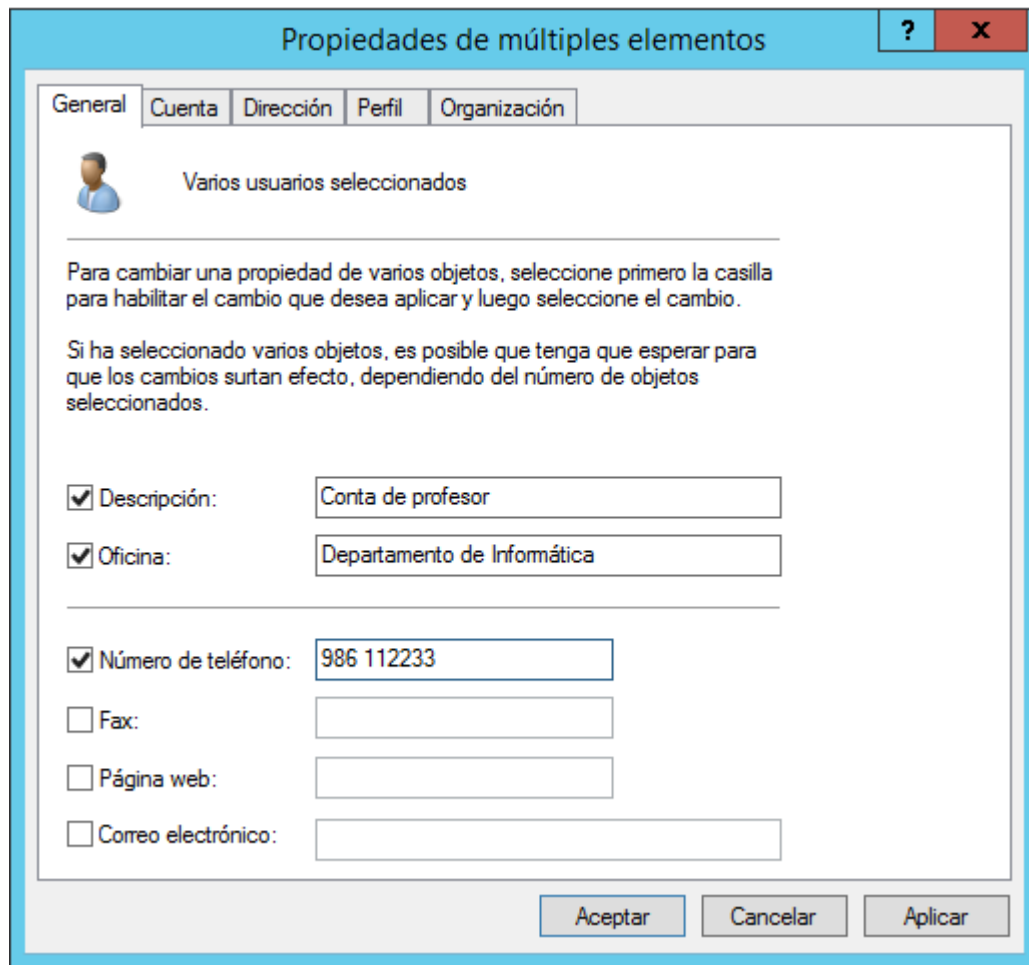 Propiedades de múltiples elementos
?
x
General
Cuenta
Dirección
Perfil
Organización
Varios usuarios seleccionados
Para cambiar una propiedad de varios objetos, seleccione primero la casilla
para habilitar el cambio que desea aplicar y luego seleccione el cambio.
Si ha seleccionado varios objetos, es posible que tenga que esperar para
que los cambios surtan efecto, dependiendo del número de objetos
seleccionados.
Descripción: Conta de profesor
Oficina: Departamento de Informática
Número de teléfono: 986 112233
Fax:
Página web:
Correo electrónico:
Aceptar
Cancelar
Aplicar